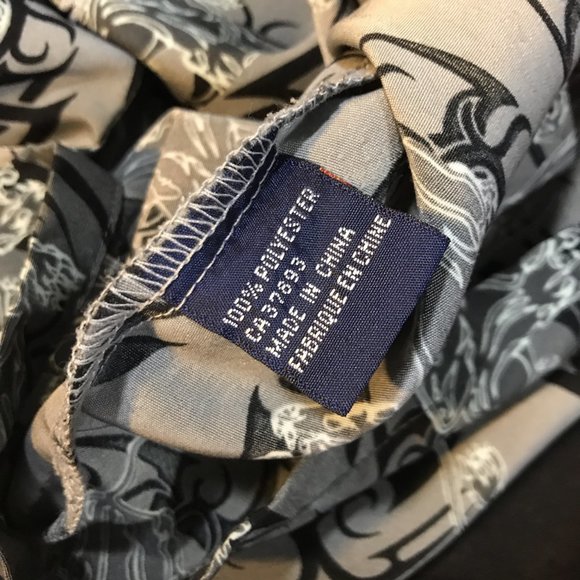 100% POLYESTER
CA37893
MADE IN CHINA
FABRIQUE EN CHINE